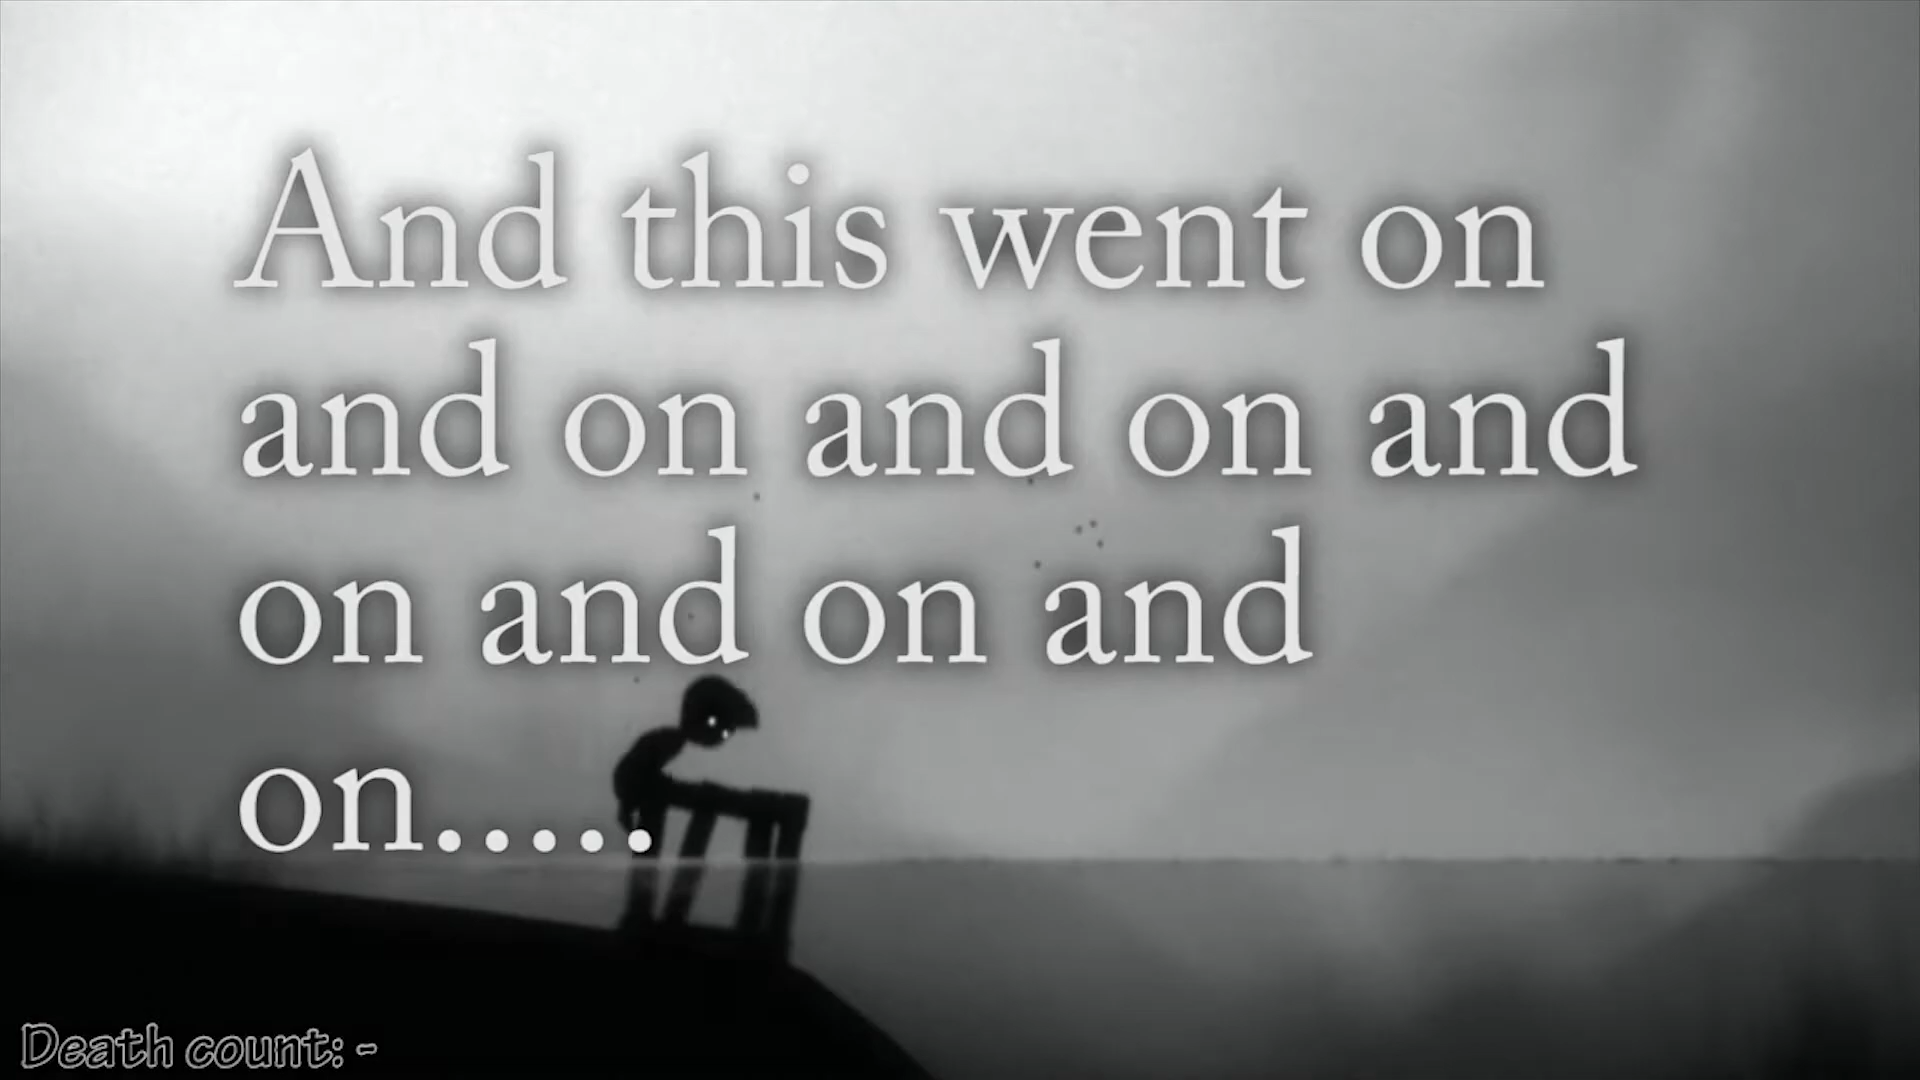 And this went on
and on and on and
on and on and
on.....
Death count: -